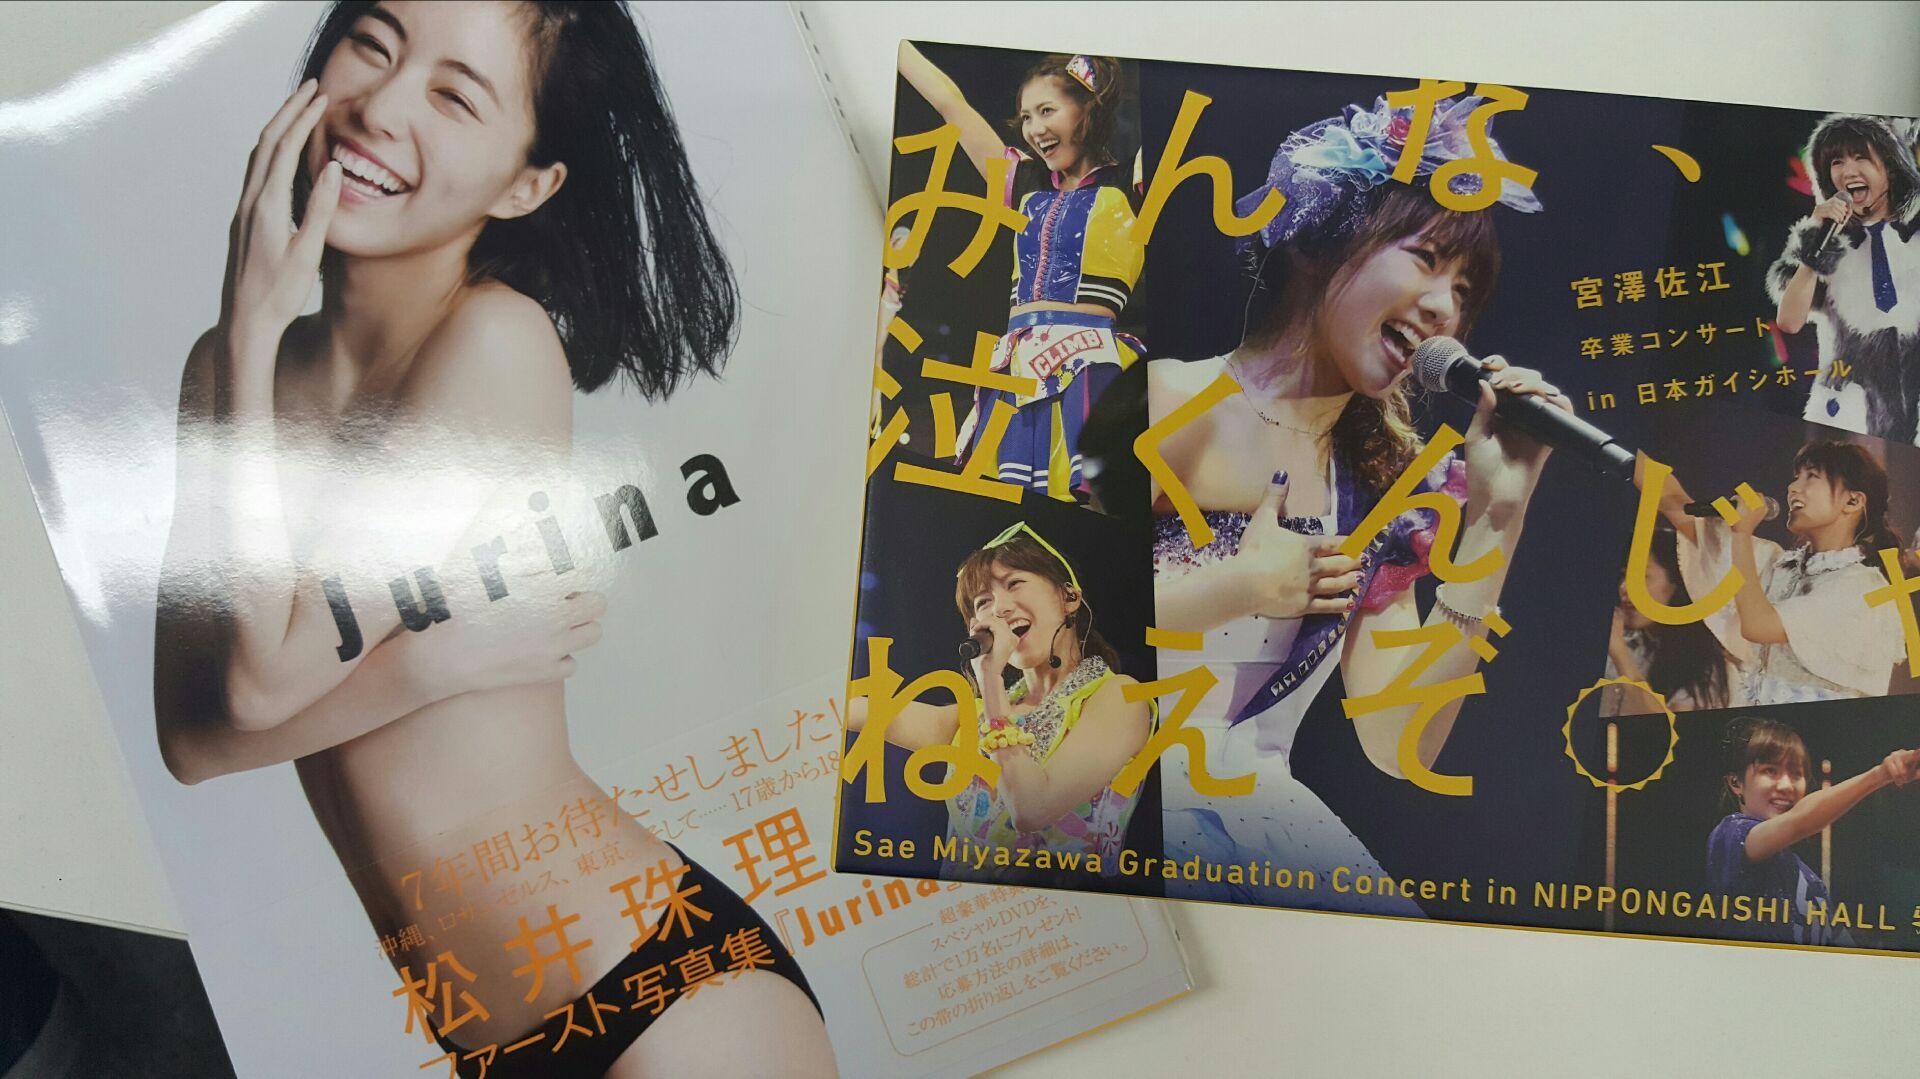 Jurina
7年間お待たせしました!
沖縄、ロサンゼルス、東京。そして……17歳から18
松井珠理
ファースト写真集『Jurina
超豪華特典
スペシャルDVDを、
総計で1万名にプレゼント!
応募方法の詳細は、
この帯の折り返しをご覧ください。
みんな、
泣くんじゃ
ねえぞ。
宮澤佐江
卒業コンサート
in 日本ガイシホール
CLIMB
Sae Miyazawa Graduation Concert in NIPPONGAISHI HALL